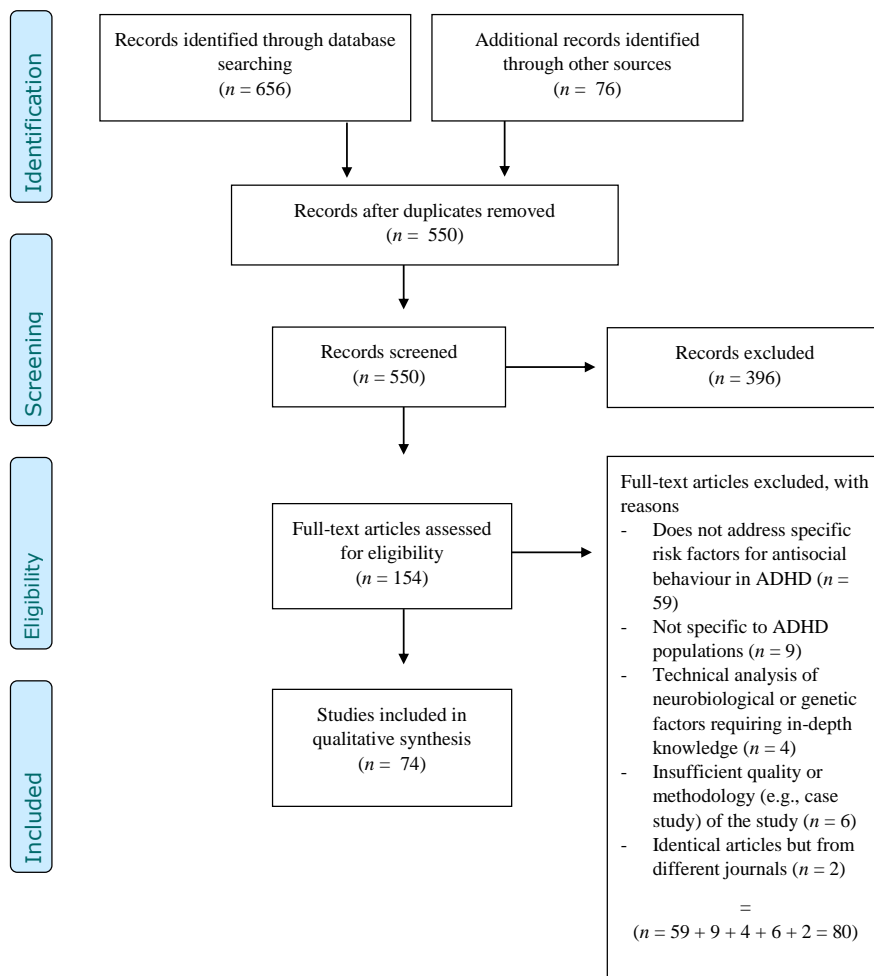 Identification
Records identified through database
searching
(n = 656)
Additional records identified
through other sources
(n = 76)
Records after duplicates removed
(n = 550)
Screening
Records screened
(n = 550)
Records excluded
(n = 396)
Eligibility
Full-text articles assessed
for eligibility
(n = 154)
Full-text articles excluded, with
reasons
- Does not address specific
risk factors for antisocial
behaviour in ADHD (n =
59)
- Not specific to ADHD
populations (n = 9)
- Technical analysis of
neurobiological or genetic
factors requiring in-depth
knowledge (n = 4)
- Insufficient quality or
methodology (e.g., case
study) of the study (n = 6)
- Identical articles but from
different journals (n = 2)
=
(n = 59 + 9 + 4 + 6 + 2 = 80)
Included
Studies included in
qualitative synthesis
(n = 74)